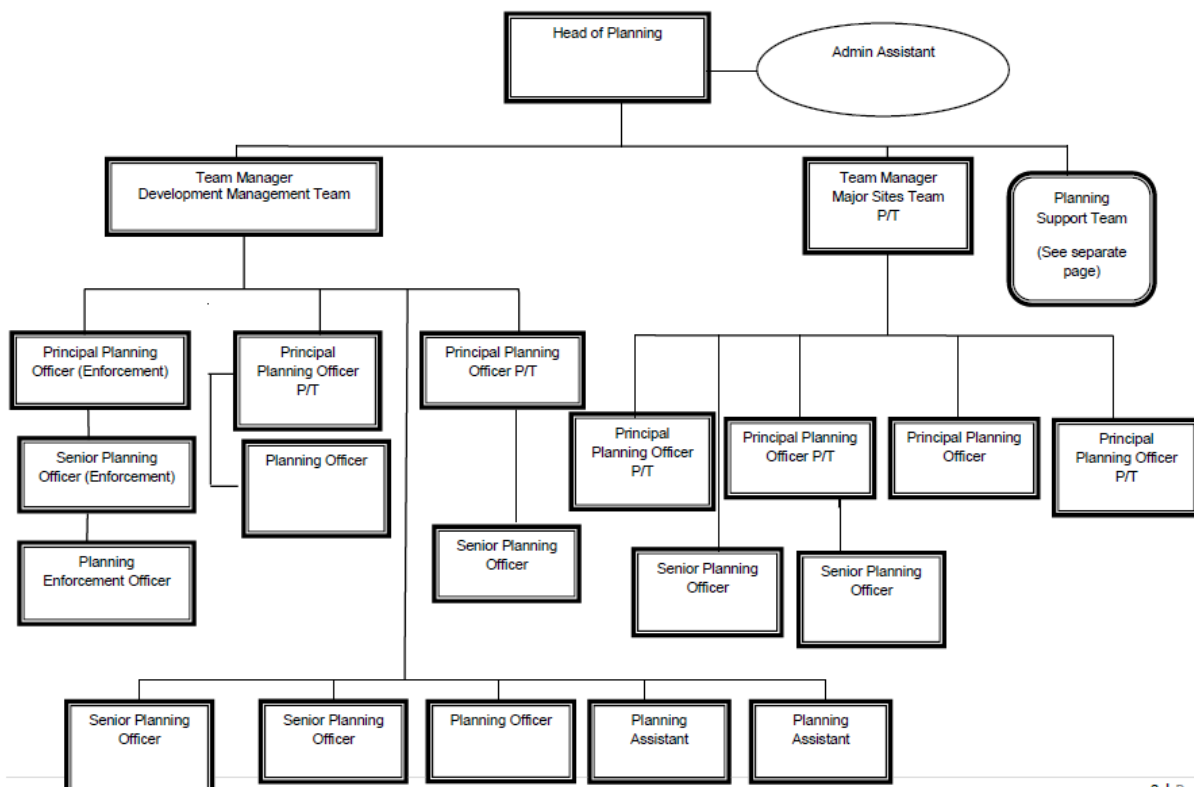 Head of Planning
Admin Assistant
Team Manager
Development Management Team
Team Manager
Major Sites Team
P/T
Planning
Support Team
(See separate
page)
Principal Planning
Officer (Enforcement)
Principal
Planning Officer
P/T
Principal Planning
Officer P/T
Senior Planning
Officer (Enforcement)
Planning Officer
Planning
Enforcement Officer
Senior Planning
Officer
Principal
Planning Officer
P/T
Principal Planning
Officer P/T
Principal Planning
Officer
Principal
Planning Officer
P/T
Senior Planning
Officer
Senior Planning
Officer
Senior Planning
Officer
Senior Planning
Officer
Planning Officer
Planning
Assistant
Planning
Assistant